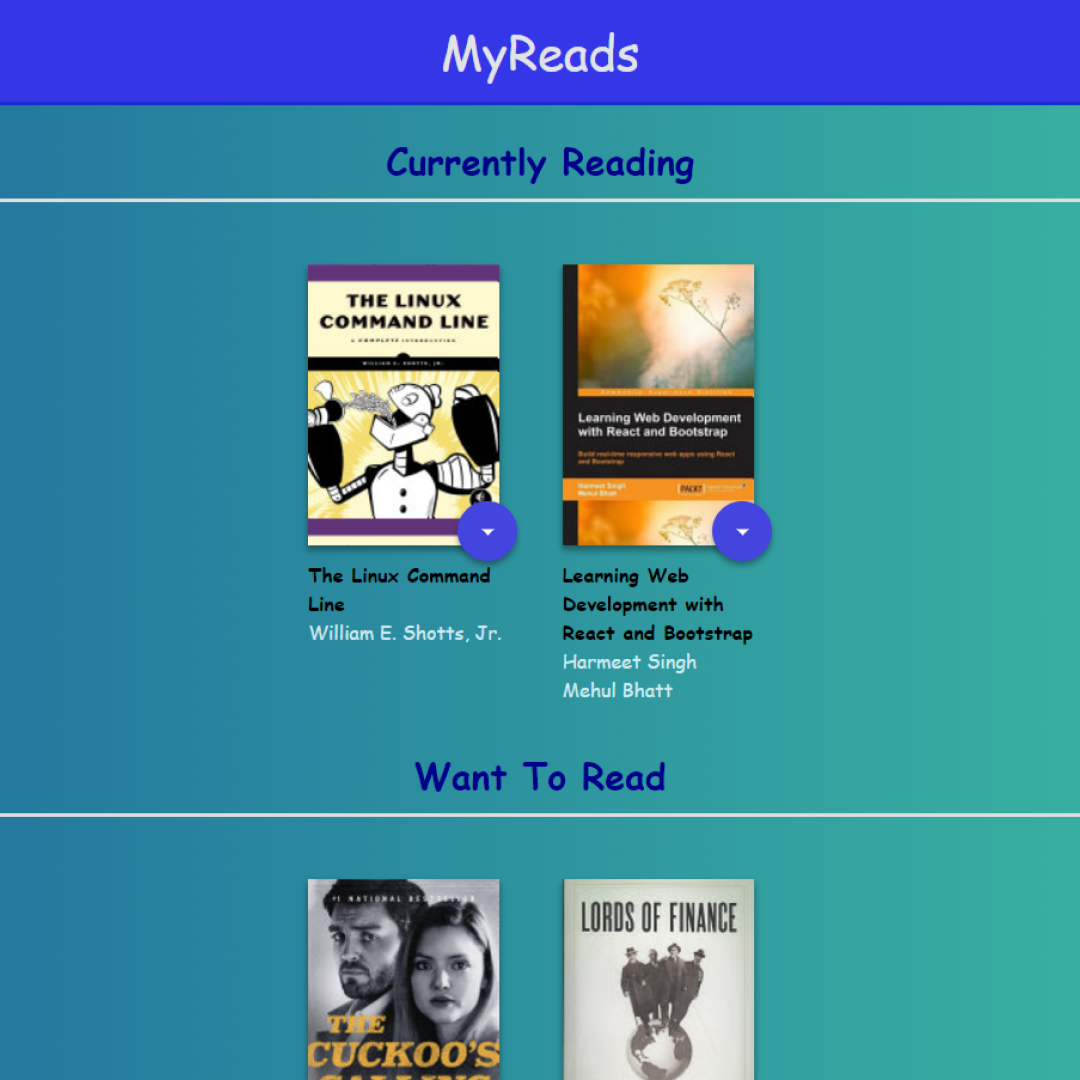 MyReads
Currently Reading
THE LINUX
COMMAND LINE
A COMPLETE INTRODUCTION
WILLIAM E. SHOTTS, JR.
Learning Web Development
with React and Bootstrap
Build real-time responsive web apps using React
and Bootstrap
Harmeet Singh
Mehul Bhatt
PACKT
The Linux Command
Line
William E. Shotts, Jr.
Learning Web
Development with
React and Bootstrap
Harmeet Singh
Mehul Bhatt
Want To Read
#1 NATIONAL BESTSELLER
THE
CUCKOO'S
CALLING
LORDS OF FINANCE